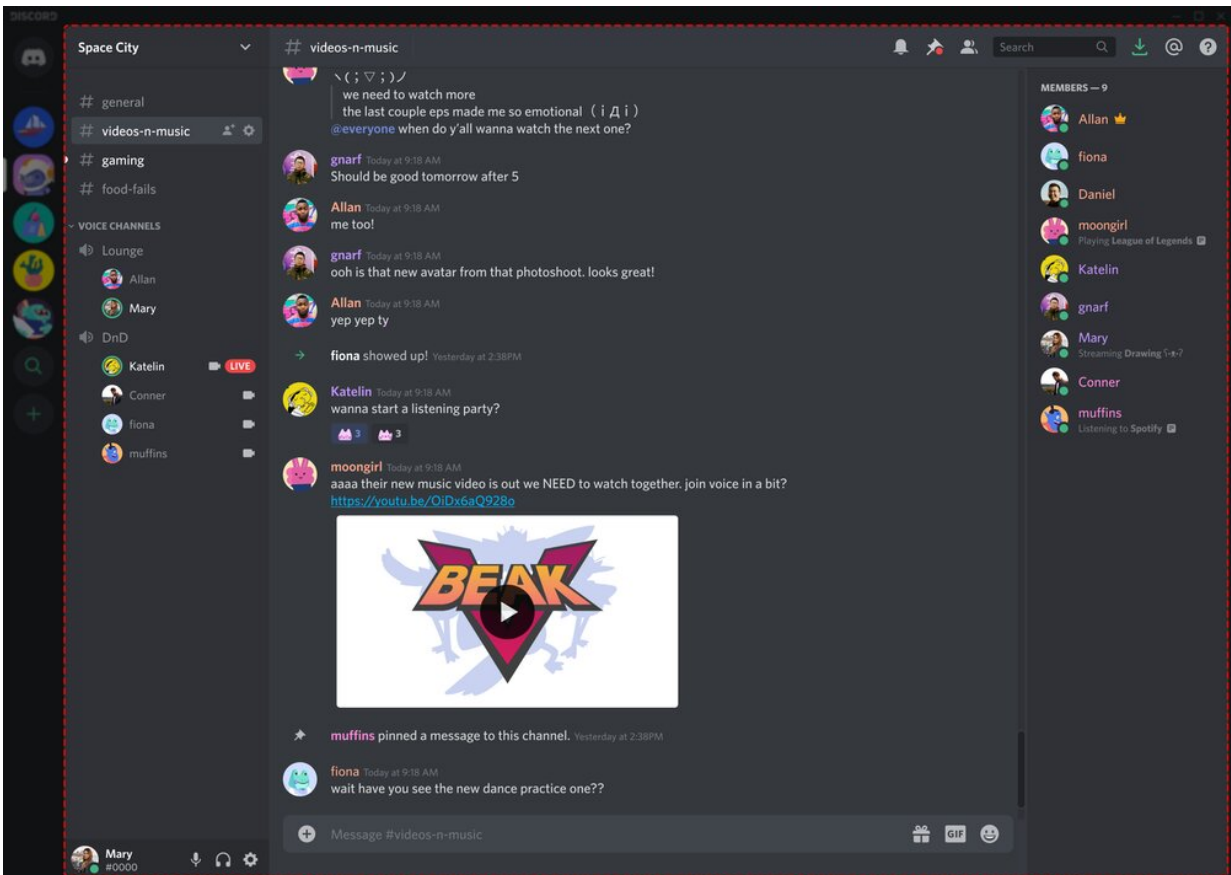 DISCORD
Space City
# videos-n-music
Search
# general
# videos-n-music
# gaming
# food-fails
VOICE CHANNELS
Lounge
Allan
Mary
DnD
Katelin LIVE
Conner
fiona
muffins
Mary
#0000
ヽ(；▽；)ノ
we need to watch more
the last couple eps made me so emotional （ｉДｉ）
@everyone when do y'all wanna watch the next one?
gnarf Today at 9:18 AM
Should be good tomorrow after 5
Allan Today at 9:18 AM
me too!
gnarf Today at 9:18 AM
ooh is that new avatar from that photoshoot. looks great!
Allan Today at 9:18 AM
yep yep ty
fiona showed up! Yesterday at 2:38PM
Katelin Today at 9:18 AM
wanna start a listening party?
3 3
moongirl Today at 9:18 AM
aaaa their new music video is out we NEED to watch together. join voice in a bit?
https://youtu.be/OiDx6aQ928o
BEAK
muffins pinned a message to this channel. Yesterday at 2:38PM
fiona Today at 9:18 AM
wait have you see the new dance practice one??
Message #videos-n-music
GIF
MEMBERS — 9
Allan
fiona
Daniel
moongirl
Playing League of Legends
Katelin
gnarf
Mary
Streaming Drawing ʕ·ᴥ·ʔ
Conner
muffins
Listening to Spotify